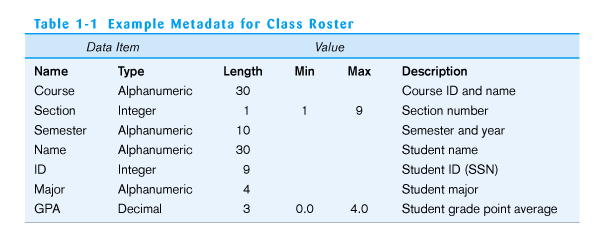 Table 1-1 Example Metadata for Class Roster
Data Item Value
Name Type Length Min Max Description
Course Alphanumeric 30 Course ID and name
Section Integer 1 1 9 Section number
Semester Alphanumeric 10 Semester and year
Name Alphanumeric 30 Student name
ID Integer 9 Student ID (SSN)
Major Alphanumeric 4 Student major
GPA Decimal 3 0.0 4.0 Student grade point average